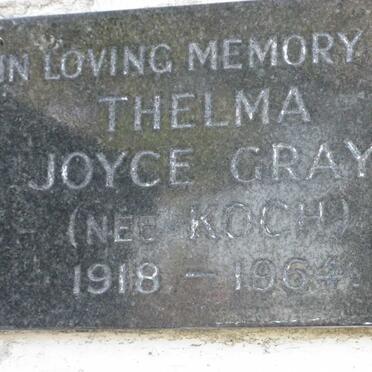 IN LOVING MEMORY
THELMA
JOYCE GRAY
(NEE KOCH)
1918 - 1964.